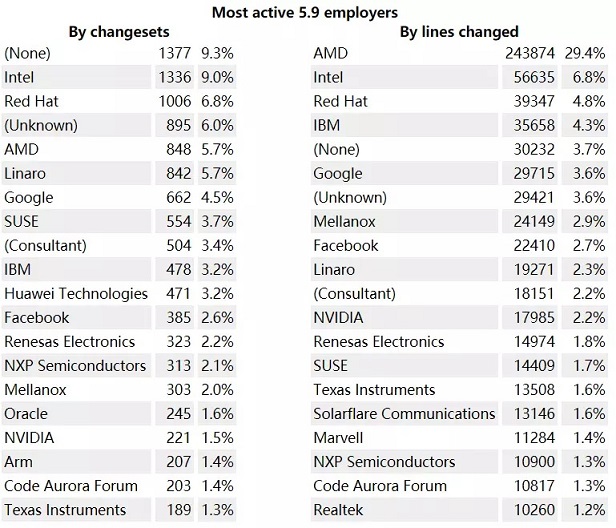 Most active 5.9 employers
By changesets
(None) 1377 9.3%
Intel 1336 9.0%
Red Hat 1006 6.8%
(Unknown) 895 6.0%
AMD 848 5.7%
Linaro 842 5.7%
Google 662 4.5%
SUSE 554 3.7%
(Consultant) 504 3.4%
IBM 478 3.2%
Huawei Technologies 471 3.2%
Facebook 385 2.6%
Renesas Electronics 323 2.2%
NXP Semiconductors 313 2.1%
Mellanox 303 2.0%
Oracle 245 1.6%
NVIDIA 221 1.5%
Arm 207 1.4%
Code Aurora Forum 203 1.4%
Texas Instruments 189 1.3%
By lines changed
AMD 243874 29.4%
Intel 56635 6.8%
Red Hat 39347 4.8%
IBM 35658 4.3%
(None) 30232 3.7%
Google 29715 3.6%
(Unknown) 29421 3.6%
Mellanox 24149 2.9%
Facebook 22410 2.7%
Linaro 19271 2.3%
(Consultant) 18151 2.2%
NVIDIA 17985 2.2%
Renesas Electronics 14974 1.8%
SUSE 14409 1.7%
Texas Instruments 13508 1.6%
Solarflare Communications 13146 1.6%
Marvell 11284 1.4%
NXP Semiconductors 10900 1.3%
Code Aurora Forum 10817 1.3%
Realtek 10260 1.2%